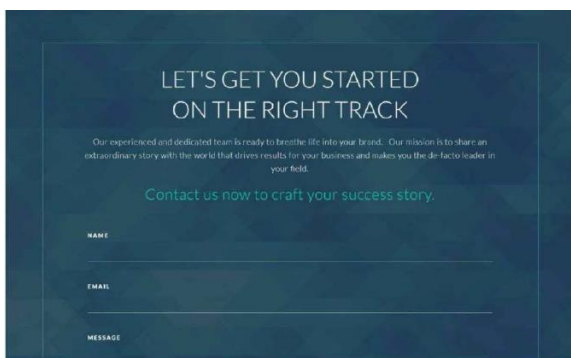 LET'S GET YOU STARTED
ON THE RIGHT TRACK
Our experienced and dedicated team is ready to breathe life into your brand. Our mission is to share an
extraordinary story with the world that drives results for your business and makes you the de-facto leader in
your field.
Contact us now to craft your success story.
NAME
EMAIL
MESSAGE